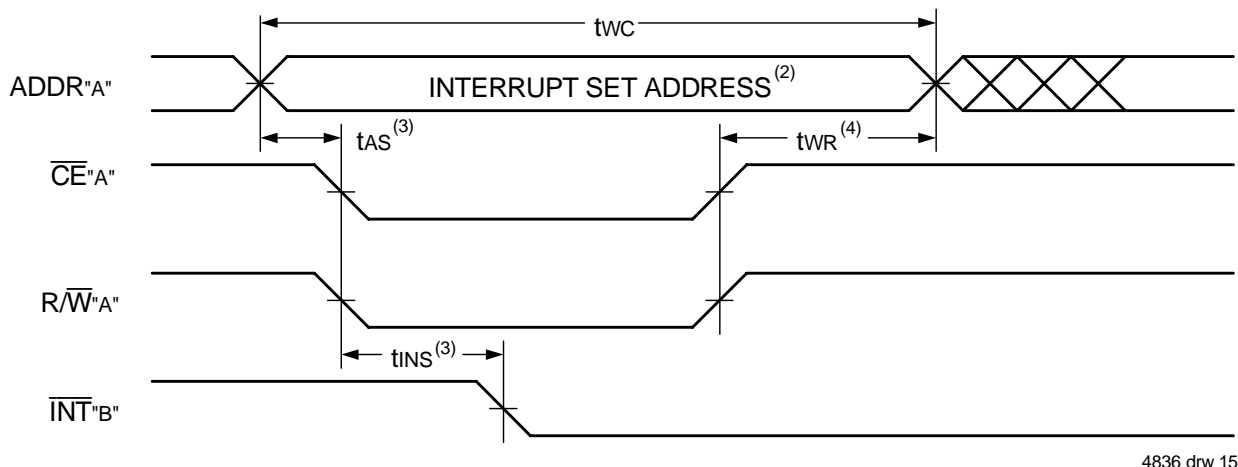 tWC
ADDR"A"
INTERRUPT SET ADDRESS(2)
tAS(3)
tWR(4)
CE"A"
R/W"A"
tINS(3)
INT"B"
4836 drw 15